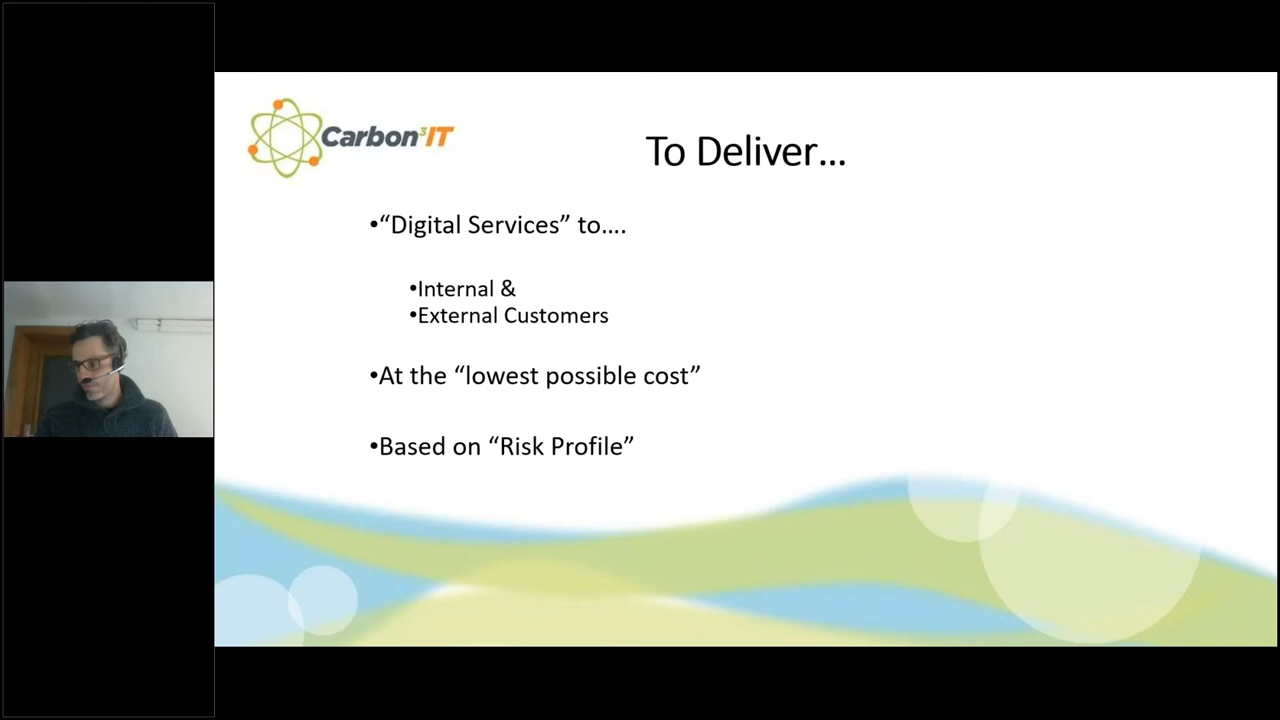 Carbon³IT
To Deliver…
•“Digital Services” to….
•Internal &
•External Customers
•At the “lowest possible cost”
•Based on “Risk Profile”